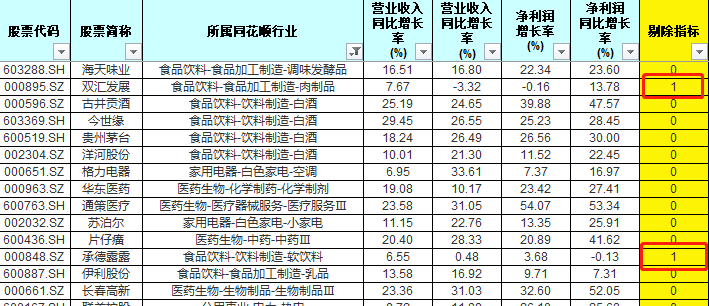 股票代码 股票简称 所属同花顺行业 营业收入同比增长率(%) 营业收入同比增长率(%) 净利润增长率(%) 净利润同比增长率(%) 剔除指标
603288.SH 海天味业 食品饮料-食品加工制造-调味发酵品 16.51 16.80 22.34 23.60 0
000895.SZ 双汇发展 食品饮料-食品加工制造-肉制品 7.67 -3.32 -0.16 13.78 1
000596.SZ 古井贡酒 食品饮料-饮料制造-白酒 25.19 24.65 39.88 47.57 0
603369.SH 今世缘 食品饮料-饮料制造-白酒 29.45 26.55 25.23 28.45 0
600519.SH 贵州茅台 食品饮料-饮料制造-白酒 18.24 26.49 26.56 30.00 0
002304.SZ 洋河股份 食品饮料-饮料制造-白酒 10.01 21.30 11.52 22.45 0
000651.SZ 格力电器 家用电器-白色家电-空调 6.95 33.61 7.37 16.97 0
000963.SZ 华东医药 医药生物-化学制药-化学制剂 19.08 10.17 23.42 27.41 0
600763.SH 通策医疗 医药生物-医疗器械服务-医疗服务Ⅲ 23.58 31.05 54.07 53.34 0
002032.SZ 苏泊尔 家用电器-白色家电-小家电 11.15 22.76 13.35 25.91 0
600436.SH 片仔癀 医药生物-中药-中药Ⅲ 20.40 28.33 20.89 41.62 0
000848.SZ 承德露露 食品饮料-饮料制造-软饮料 6.55 0.48 3.68 -0.13 1
600887.SH 伊利股份 食品饮料-食品加工制造-乳品 13.58 16.92 9.71 7.31 0
000661.SZ 长春高新 医药生物-生物制品-生物制品Ⅲ 23.36 31.03 32.60 52.05 0